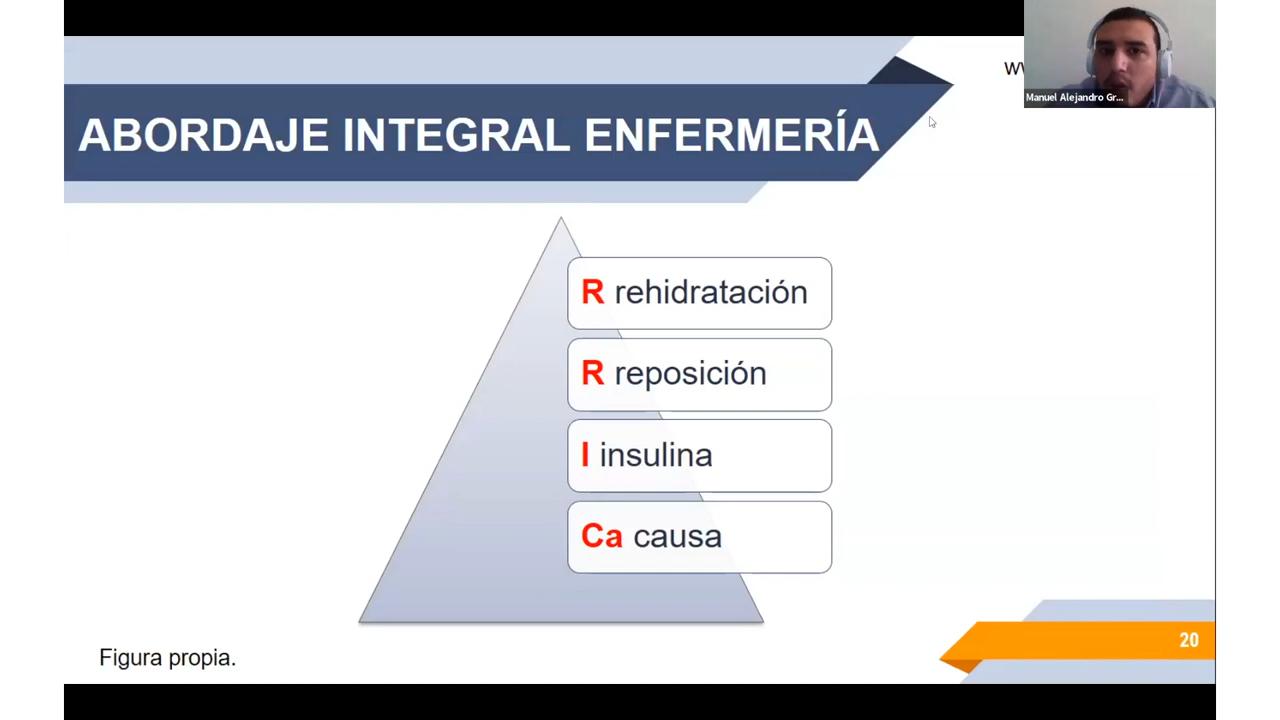 ABORDAJE INTEGRAL ENFERMERÍA
Manuel Alejandro Gr...
R rehidratación
R reposición
I insulina
Ca causa
Figura propia.
20